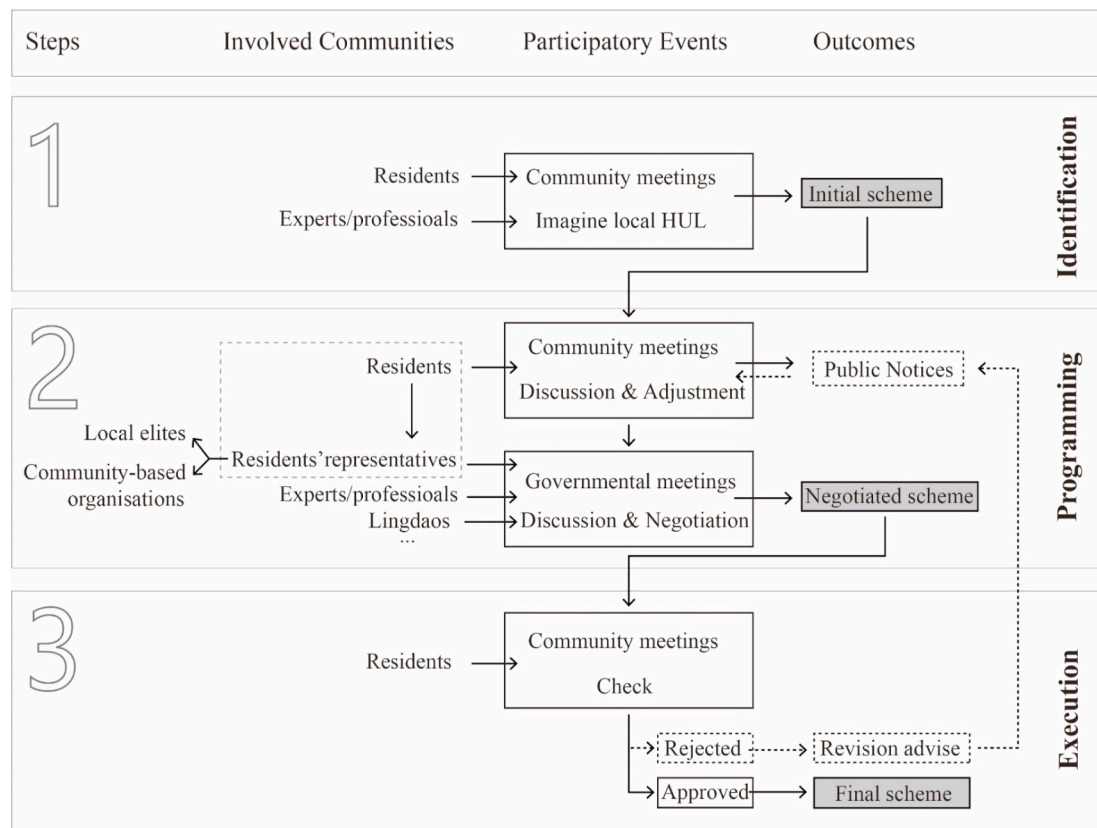 Steps
Involved Communities
Participatory Events
Outcomes
1
Identification
Residents
Experts/professioals
Community meetings
Imagine local HUL
Initial scheme
2
Programming
Residents
Community meetings
Discussion & Adjustment
Public Notices
Local elites
Community-based
organisations
Residents'representatives
Experts/professioals
Lingdaos
...
Governmental meetings
Discussion & Negotiation
Negotiated scheme
3
Execution
Residents
Community meetings
Check
Rejected
Revision advise
Approved
Final scheme